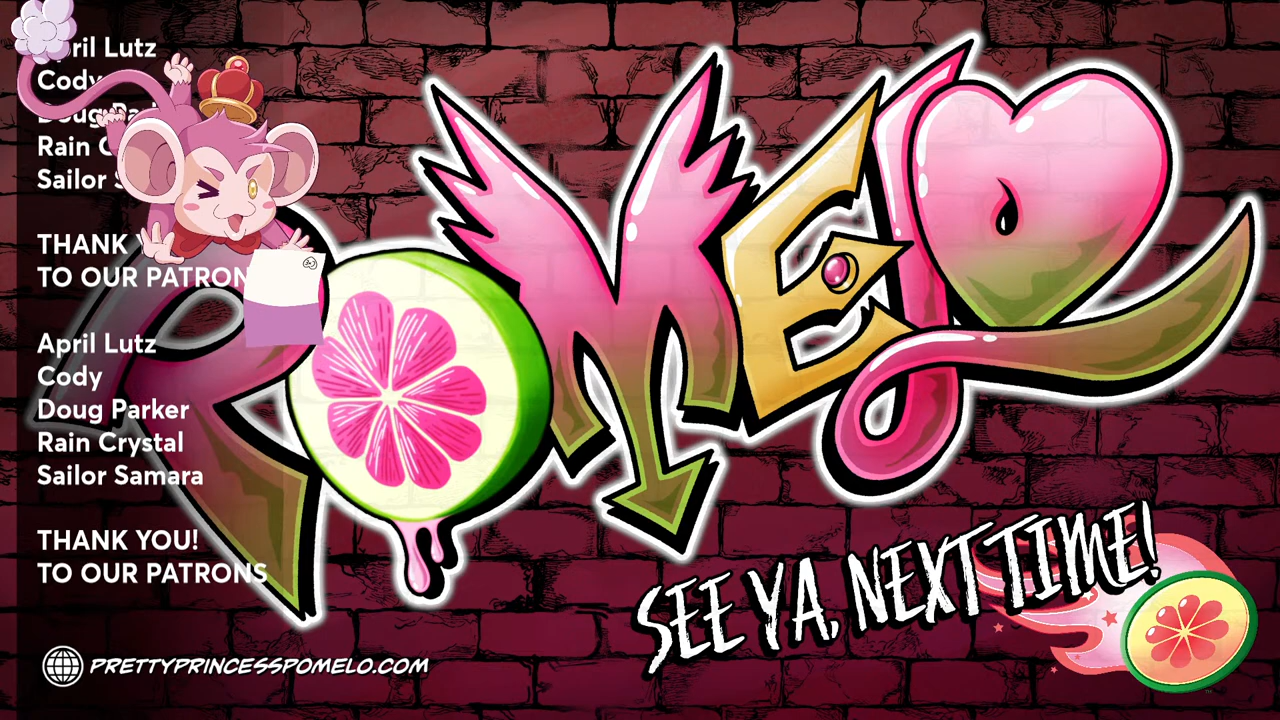 April Lutz
Cody
Doug
Rain
Sailor
THANK
TO OUR PATRON
April Lutz
Cody
Doug Parker
Rain Crystal
Sailor Samara
THANK YOU!
TO OUR PATRONS
POMELO
SEE YA, NEXT TIME!
PRETTYPRINCESSPOMELO.COM